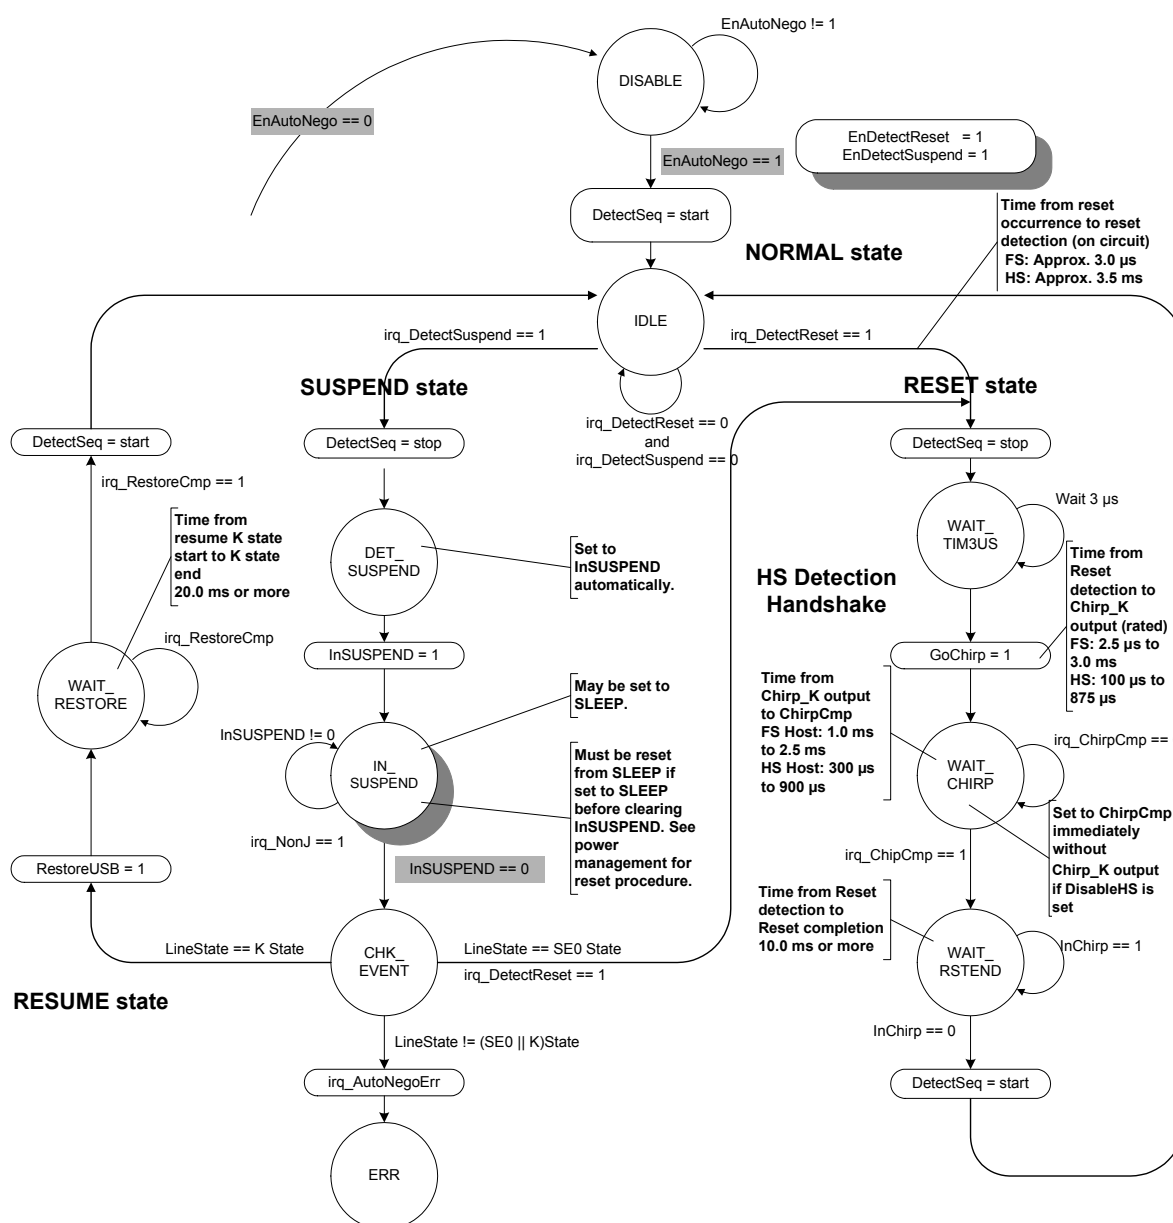 EnAutoNego != 1
DISABLE
EnAutoNego == 0
EnAutoNego == 1
EnDetectReset = 1
EnDetectSuspend = 1
DetectSeq = start
Time from reset
occurrence to reset
detection (on circuit)
FS: Approx. 3.0 µs
HS: Approx. 3.5 ms
NORMAL state
IDLE
irq_DetectSuspend == 1
irq_DetectReset == 1
SUSPEND state
RESET state
irq_DetectReset == 0
and
irq_DetectSuspend == 0
DetectSeq = start
DetectSeq = stop
DetectSeq = stop
irq_RestoreCmp == 1
Time from
resume K state
start to K state
end
20.0 ms or more
DET_
SUSPEND
Set to
InSUSPEND
automatically.
Wait 3 µs
WAIT_
TIM3US
HS Detection
Handshake
Time from
Reset
detection to
Chirp_K
output (rated)
FS: 2.5 µs to
3.0 ms
HS: 100 µs to
875 µs
irq_RestoreCmp
WAIT_
RESTORE
InSUSPEND = 1
GoChirp = 1
May be set to
SLEEP.
Time from
Chirp_K output
to ChirpCmp
FS Host: 1.0 ms
to 2.5 ms
HS Host: 300 µs
to 900 µs
InSUSPEND != 0
IN_
SUSPEND
Must be reset
from SLEEP if
set to SLEEP
before clearing
InSUSPEND. See
power
management for
reset procedure.
irq_ChirpCmp ==
WAIT_
CHIRP
irq_NonJ == 1
InSUSPEND == 0
Set to ChirpCmp
immediately
without
Chirp_K output
if DisableHS is
set
RestoreUSB = 1
irq_ChipCmp == 1
Time from Reset
detection to
Reset completion
10.0 ms or more
LineState == K State
CHK_
EVENT
LineState == SE0 State
irq_DetectReset == 1
WAIT_
RSTEND
InChirp == 1
RESUME state
LineState != (SE0 || K)State
InChirp == 0
irq_AutoNegoErr
DetectSeq = start
ERR